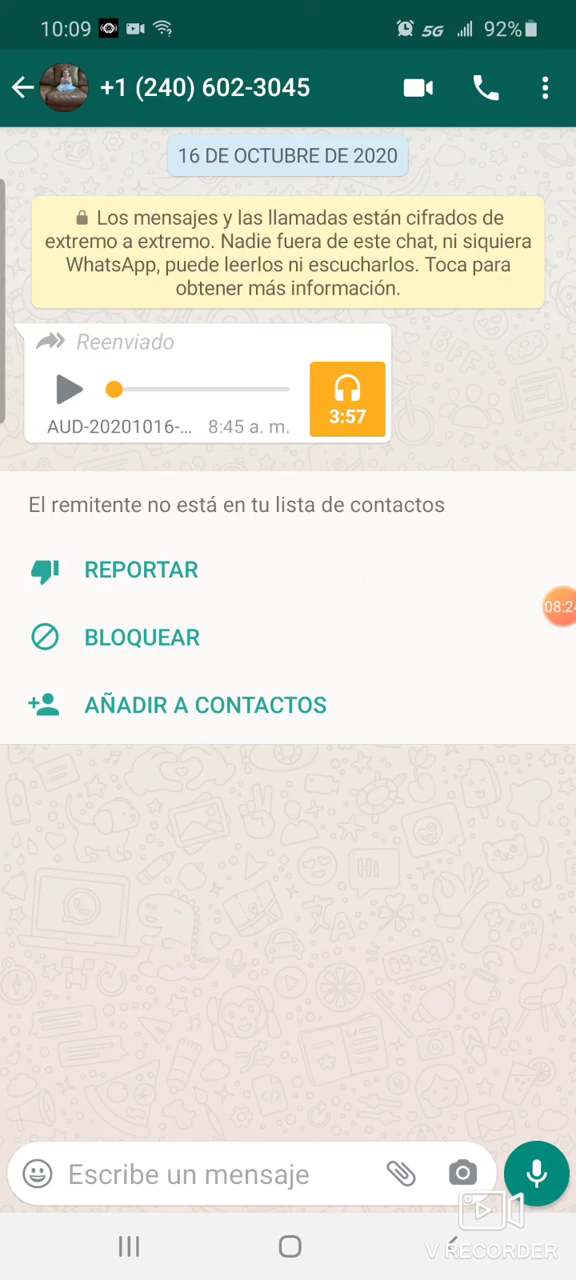 10:09 5G 92%
+1 (240) 602-3045
16 DE OCTUBRE DE 2020
Los mensajes y las llamadas están cifrados de
extremo a extremo. Nadie fuera de este chat, ni siquiera
WhatsApp, puede leerlos ni escucharlos. Toca para
obtener más información.
Reenviado
3:57
AUD-20201016-... 8:45 a. m.
El remitente no está en tu lista de contactos
REPORTAR
08:24
BLOQUEAR
AÑADIR A CONTACTOS
Escribe un mensaje
V RECORDER